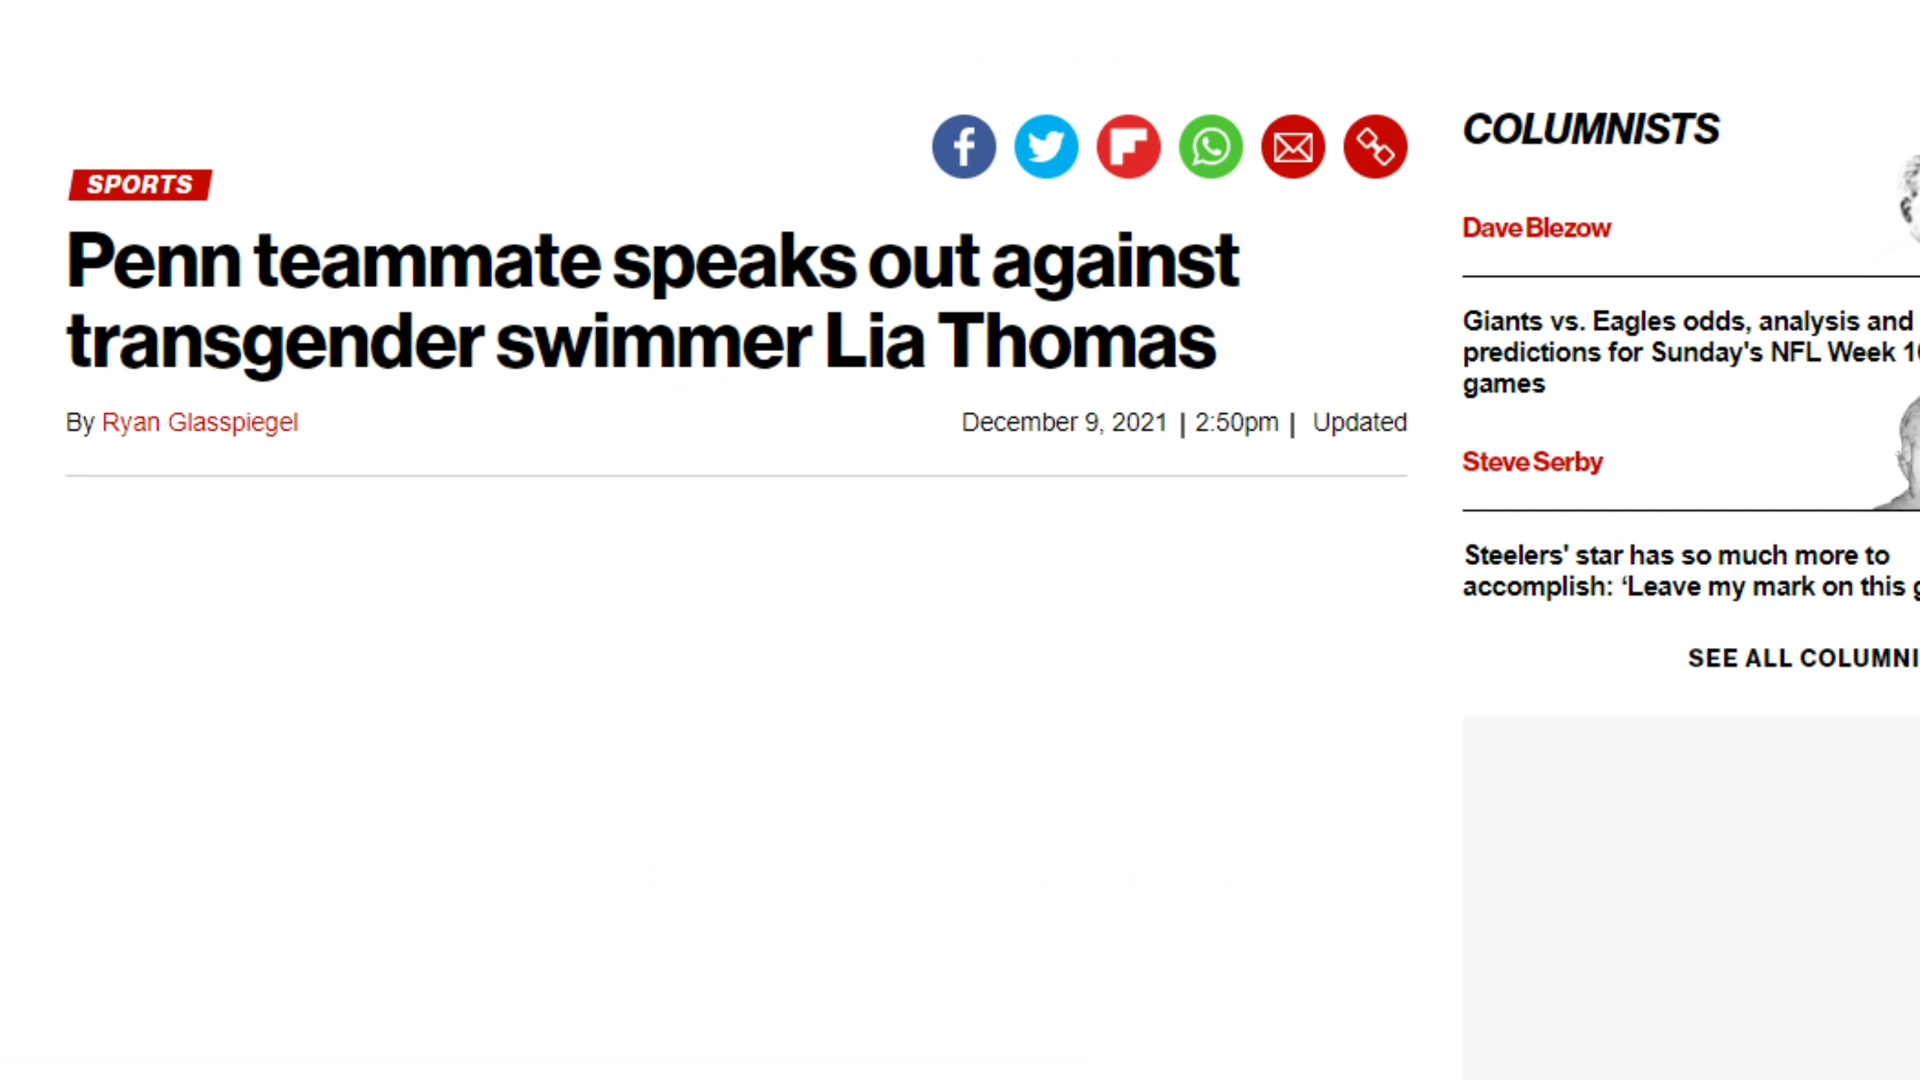 SPORTS
Penn teammate speaks out against
transgender swimmer Lia Thomas
By Ryan Glasspiegel
December 9, 2021 | 2:50pm | Updated
COLUMNISTS
Dave Blezow
Giants vs. Eagles odds, analysis and
predictions for Sunday's NFL Week
games
Steve Serby
Steelers' star has so much more to
accomplish: ‘Leave my mark on this
SEE ALL